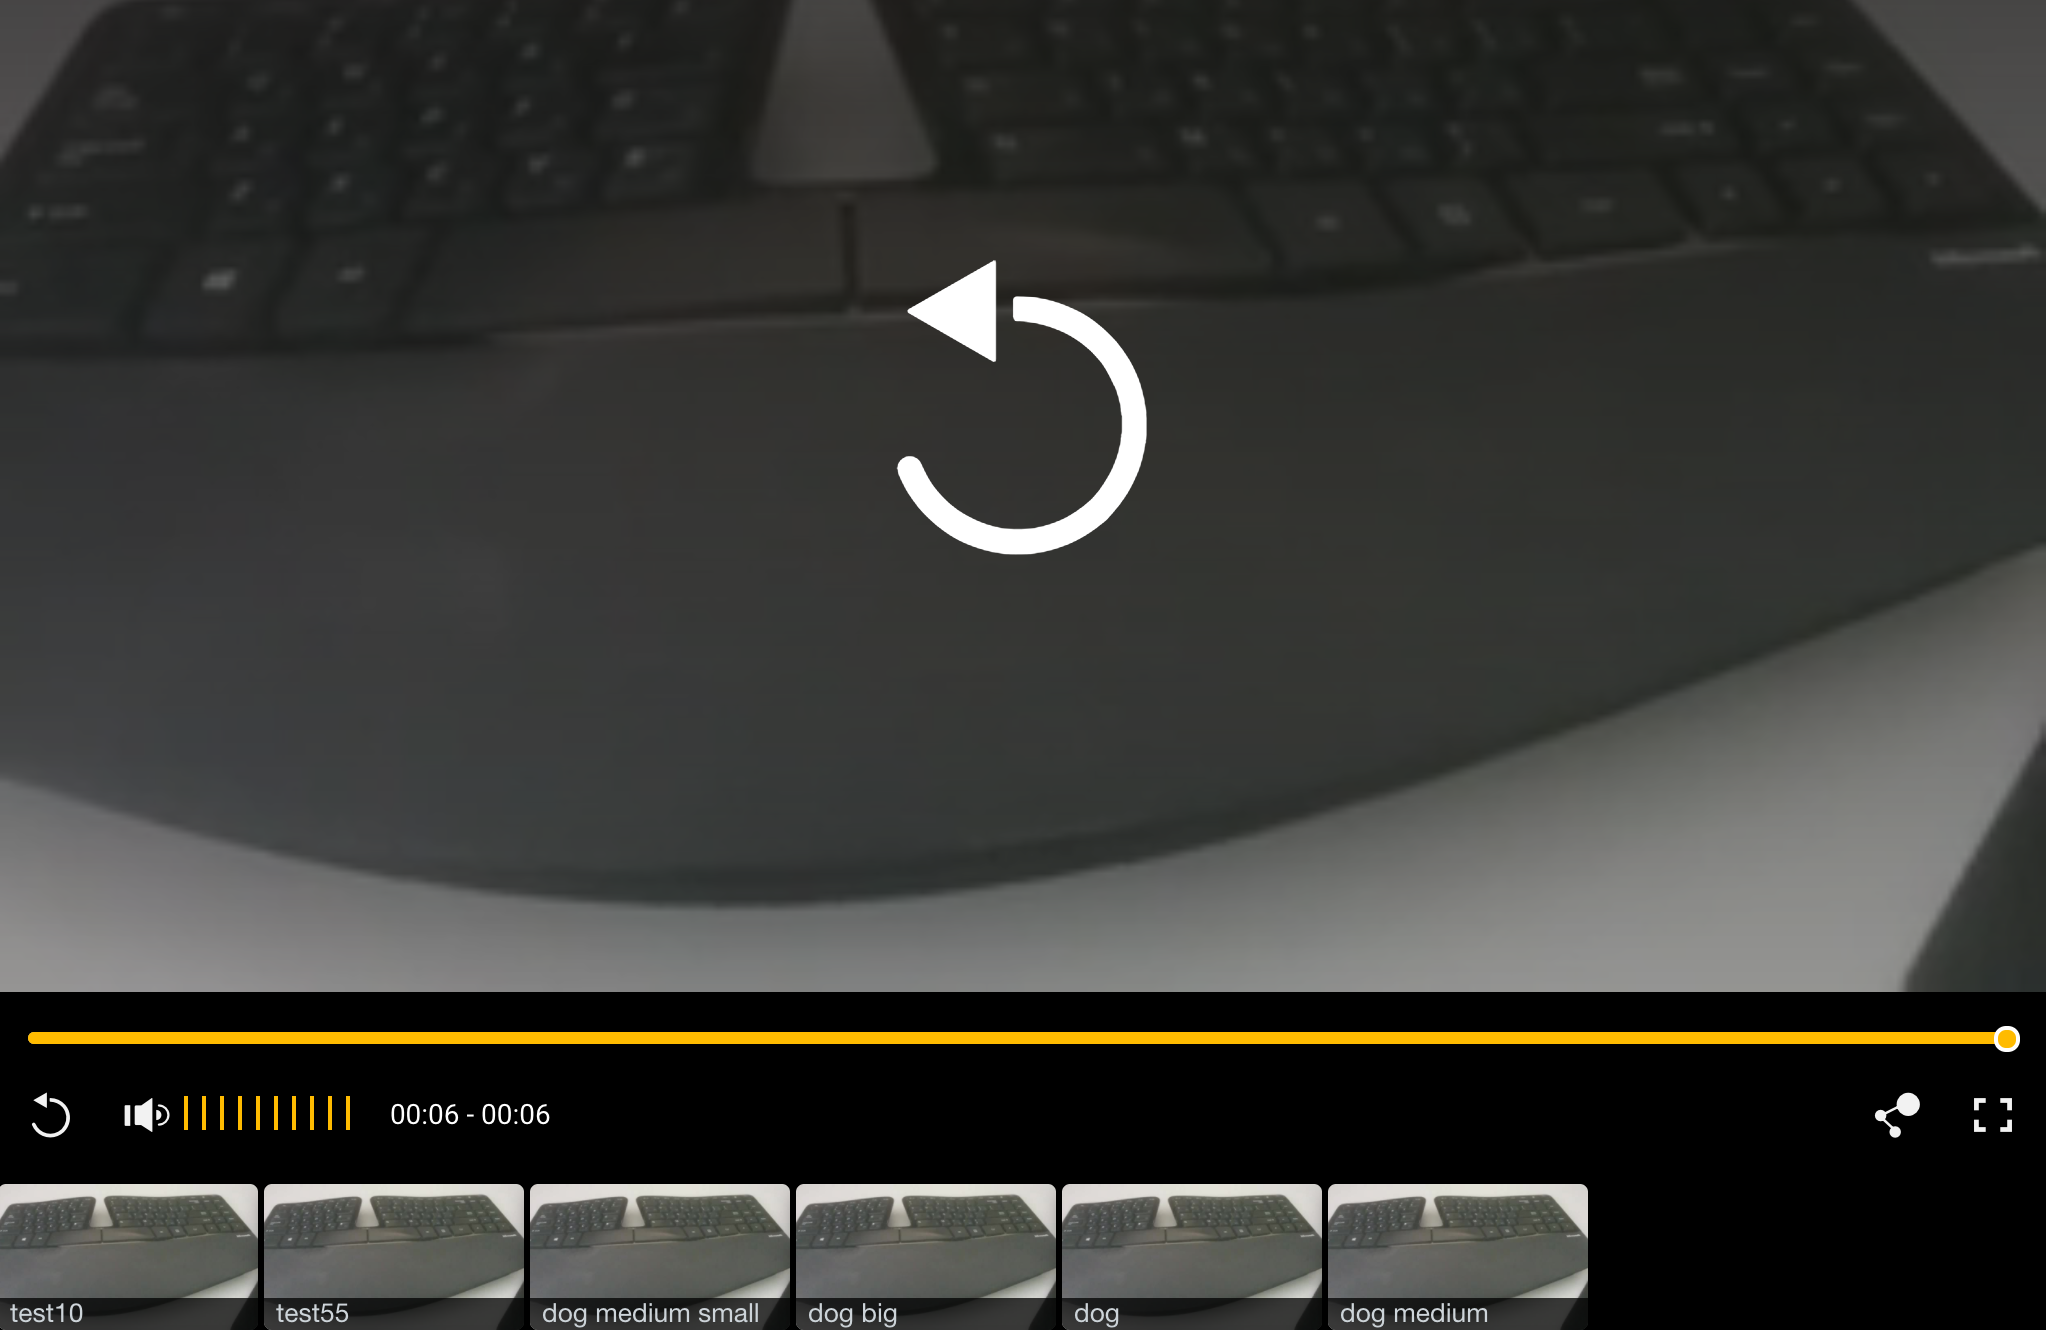 00:06 - 00:06
test10
test55
dog medium small
dog big
dog
dog medium